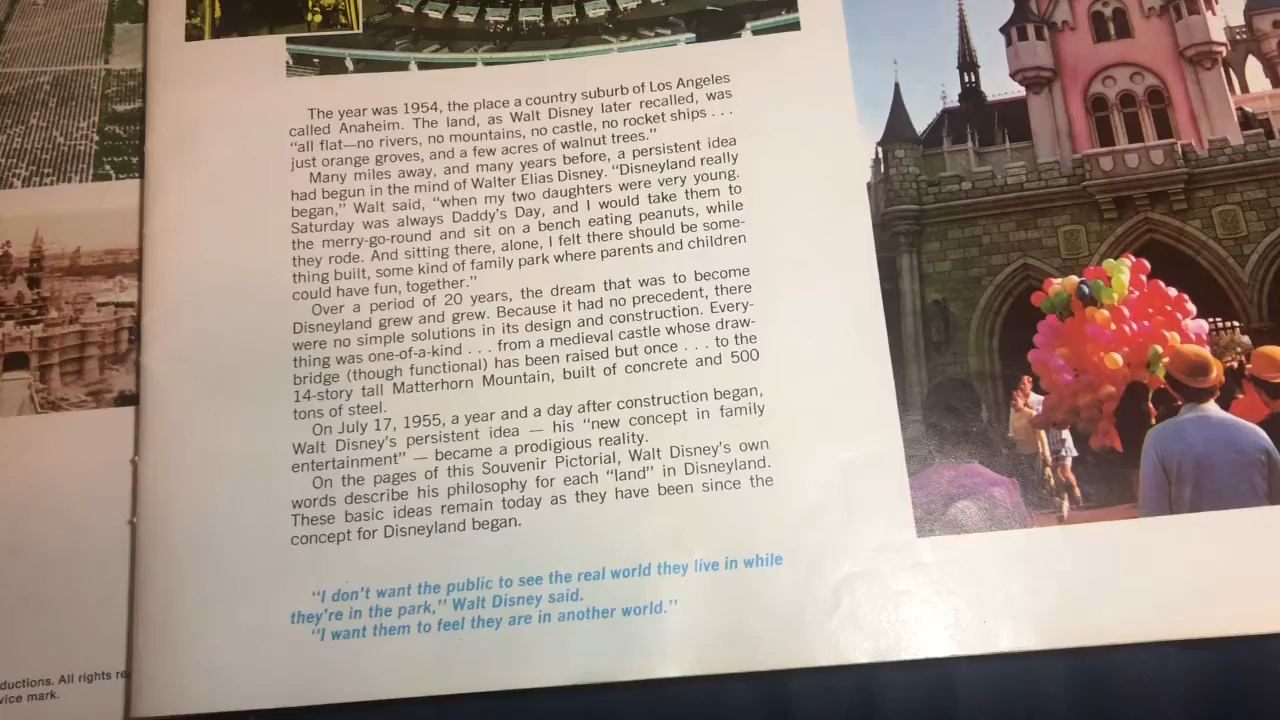 The year was 1954, the place a country suburb of Los Angeles
called Anaheim. The land, as Walt Disney later recalled, was
“all flat—no rivers, no mountains, no castle, no rocket ships . . .
just orange groves, and a few acres of walnut trees.”
Many miles away, and many years before, a persistent idea
had begun in the mind of Walter Elias Disney. “Disneyland really
began,” Walt said, “when my two daughters were very young.
Saturday was always Daddy’s Day, and I would take them to
the merry-go-round and sit on a bench eating peanuts, while
they rode. And sitting there, alone, I felt there should be some-
thing built, some kind of family park where parents and children
could have fun, together.”
Over a period of 20 years, the dream that was to become
Disneyland grew and grew. Because it had no precedent, there
were no simple solutions in its design and construction. Every-
thing was one-of-a-kind . . . from a medieval castle whose draw-
bridge (though functional) has been raised but once . . . to the
14-story tall Matterhorn Mountain, built of concrete and 500
tons of steel.
On July 17, 1955, a year and a day after construction began,
Walt Disney’s persistent idea — his “new concept in family
entertainment” — became a prodigious reality.
On the pages of this Souvenir Pictorial, Walt Disney’s own
words describe his philosophy for each “land” in Disneyland.
These basic ideas remain today as they have been since the
concept for Disneyland began.
“I don’t want the public to see the real world they live in while
they’re in the park,” Walt Disney said.
“I want them to feel they are in another world.”
ductions. All rights re
vice mark.